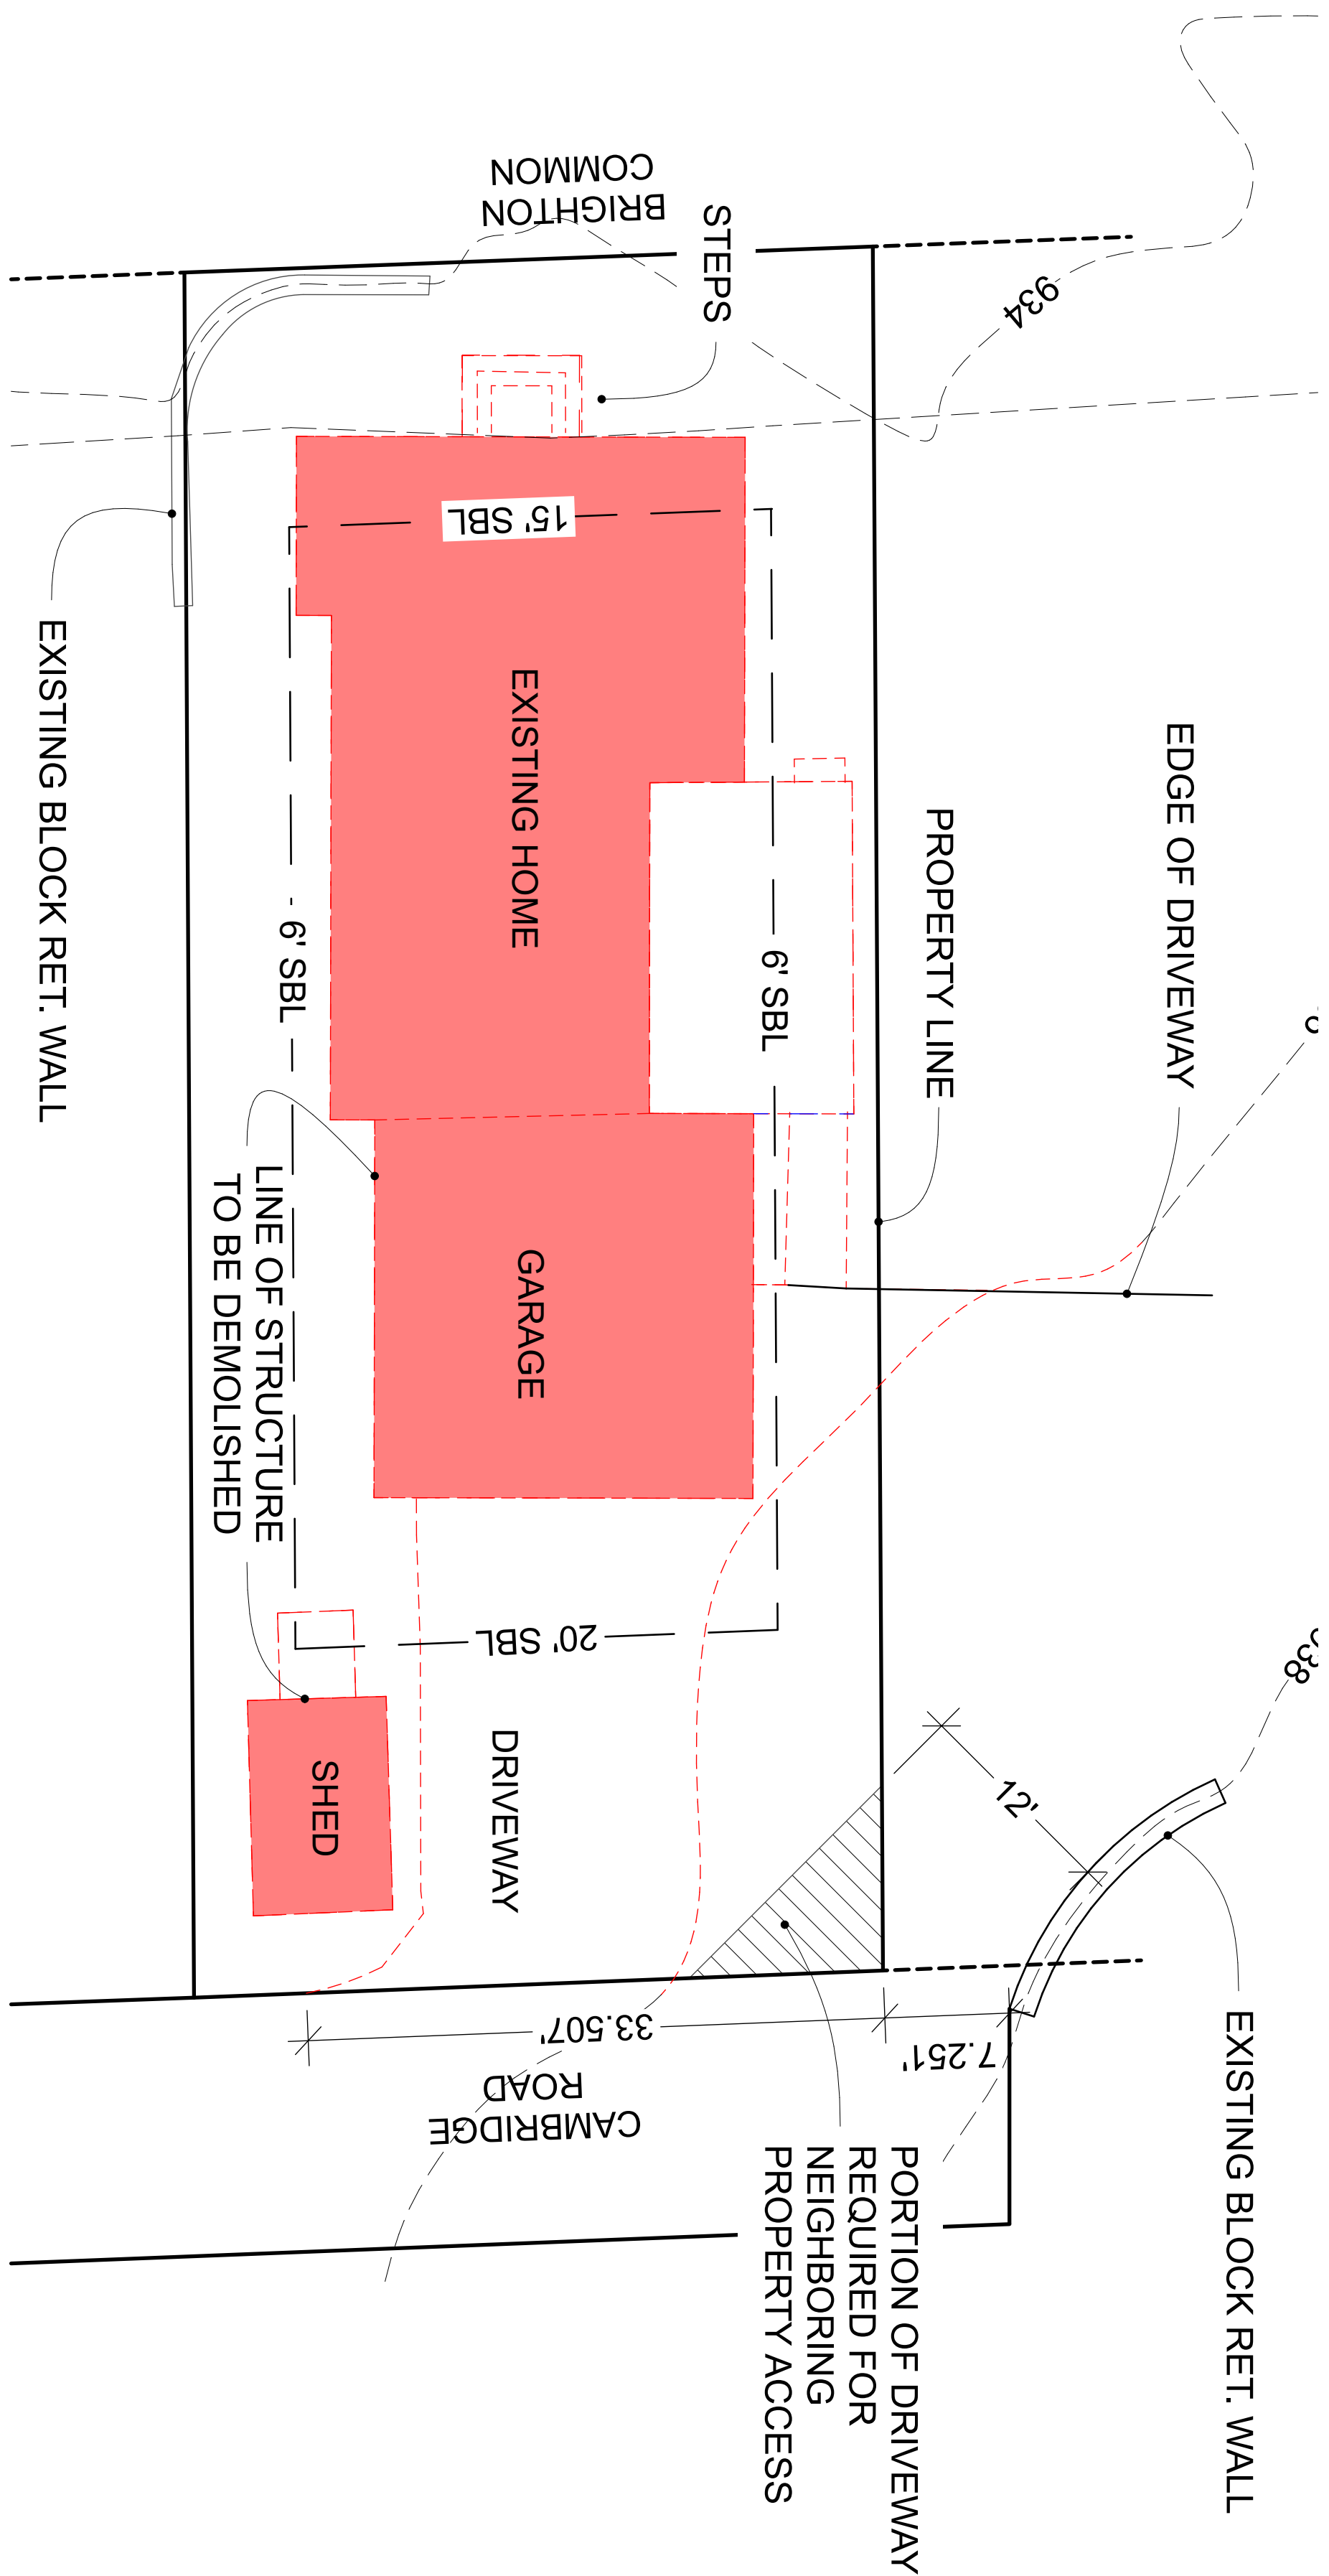 BRIGHTON
COMMON
STEPS
934
15' SBL
EXISTING BLOCK RET. WALL
EXISTING HOME
6' SBL
6' SBL
PROPERTY LINE
EDGE OF DRIVEWAY
LINE OF STRUCTURE
TO BE DEMOLISHED
GARAGE
20' SBL
SHED
DRIVEWAY
12'
33.507'
7.251'
CAMBRIDGE
ROAD
PORTION OF DRIVEWAY
REQUIRED FOR
NEIGHBORING
PROPERTY ACCESS
EXISTING BLOCK RET. WALL